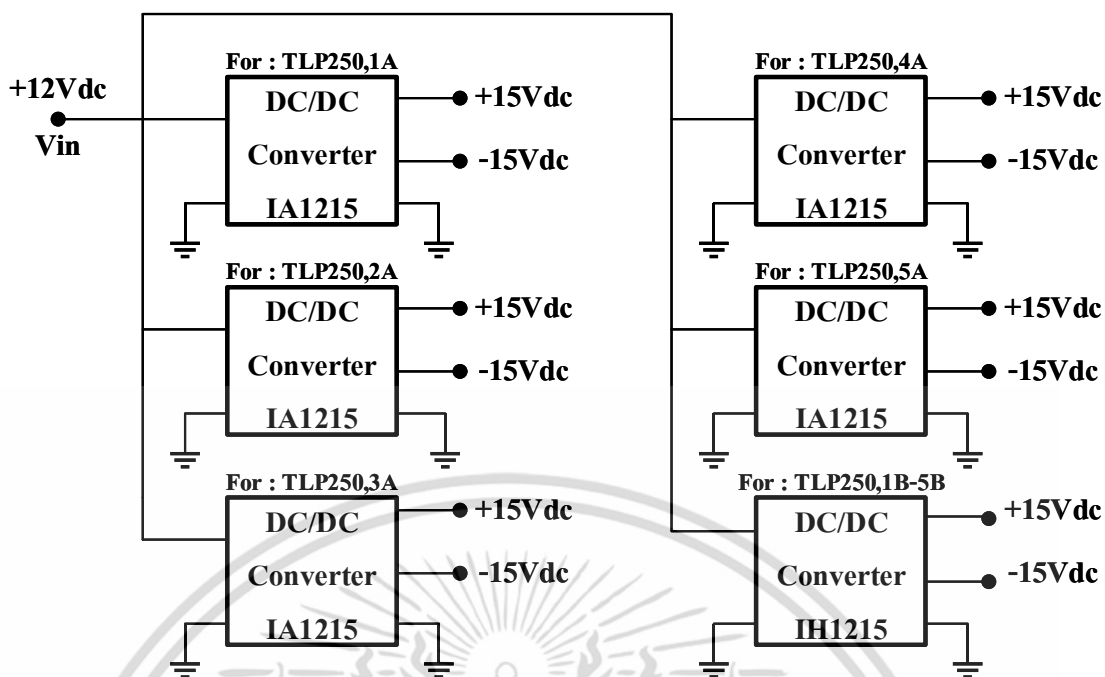 +12Vdc
Vin
For : TLP250,1A
DC/DC
Converter
IA1215
+15Vdc
-15Vdc
For : TLP250,2A
DC/DC
Converter
IA1215
+15Vdc
-15Vdc
For : TLP250,3A
DC/DC
Converter
IA1215
+15Vdc
-15Vdc
For : TLP250,4A
DC/DC
Converter
IA1215
+15Vdc
-15Vdc
For : TLP250,5A
DC/DC
Converter
IA1215
+15Vdc
-15Vdc
For : TLP250,1B-5B
DC/DC
Converter
IH1215
+15Vdc
-15Vdc